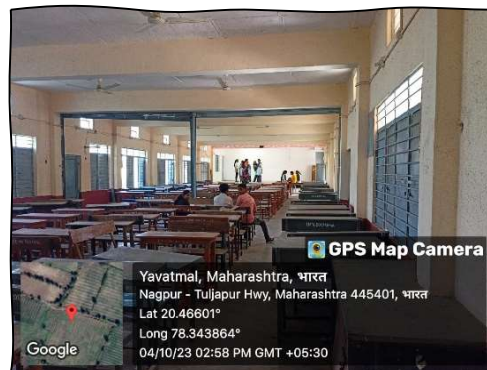 GPS Map Camera
Yavatmal, Maharashtra, भारत
Nagpur - Tuljapur Hwy, Maharashtra 445401, भारत
Lat 20.46601°
Long 78.343864°
04/10/23 02:58 PM GMT +05:30
Google